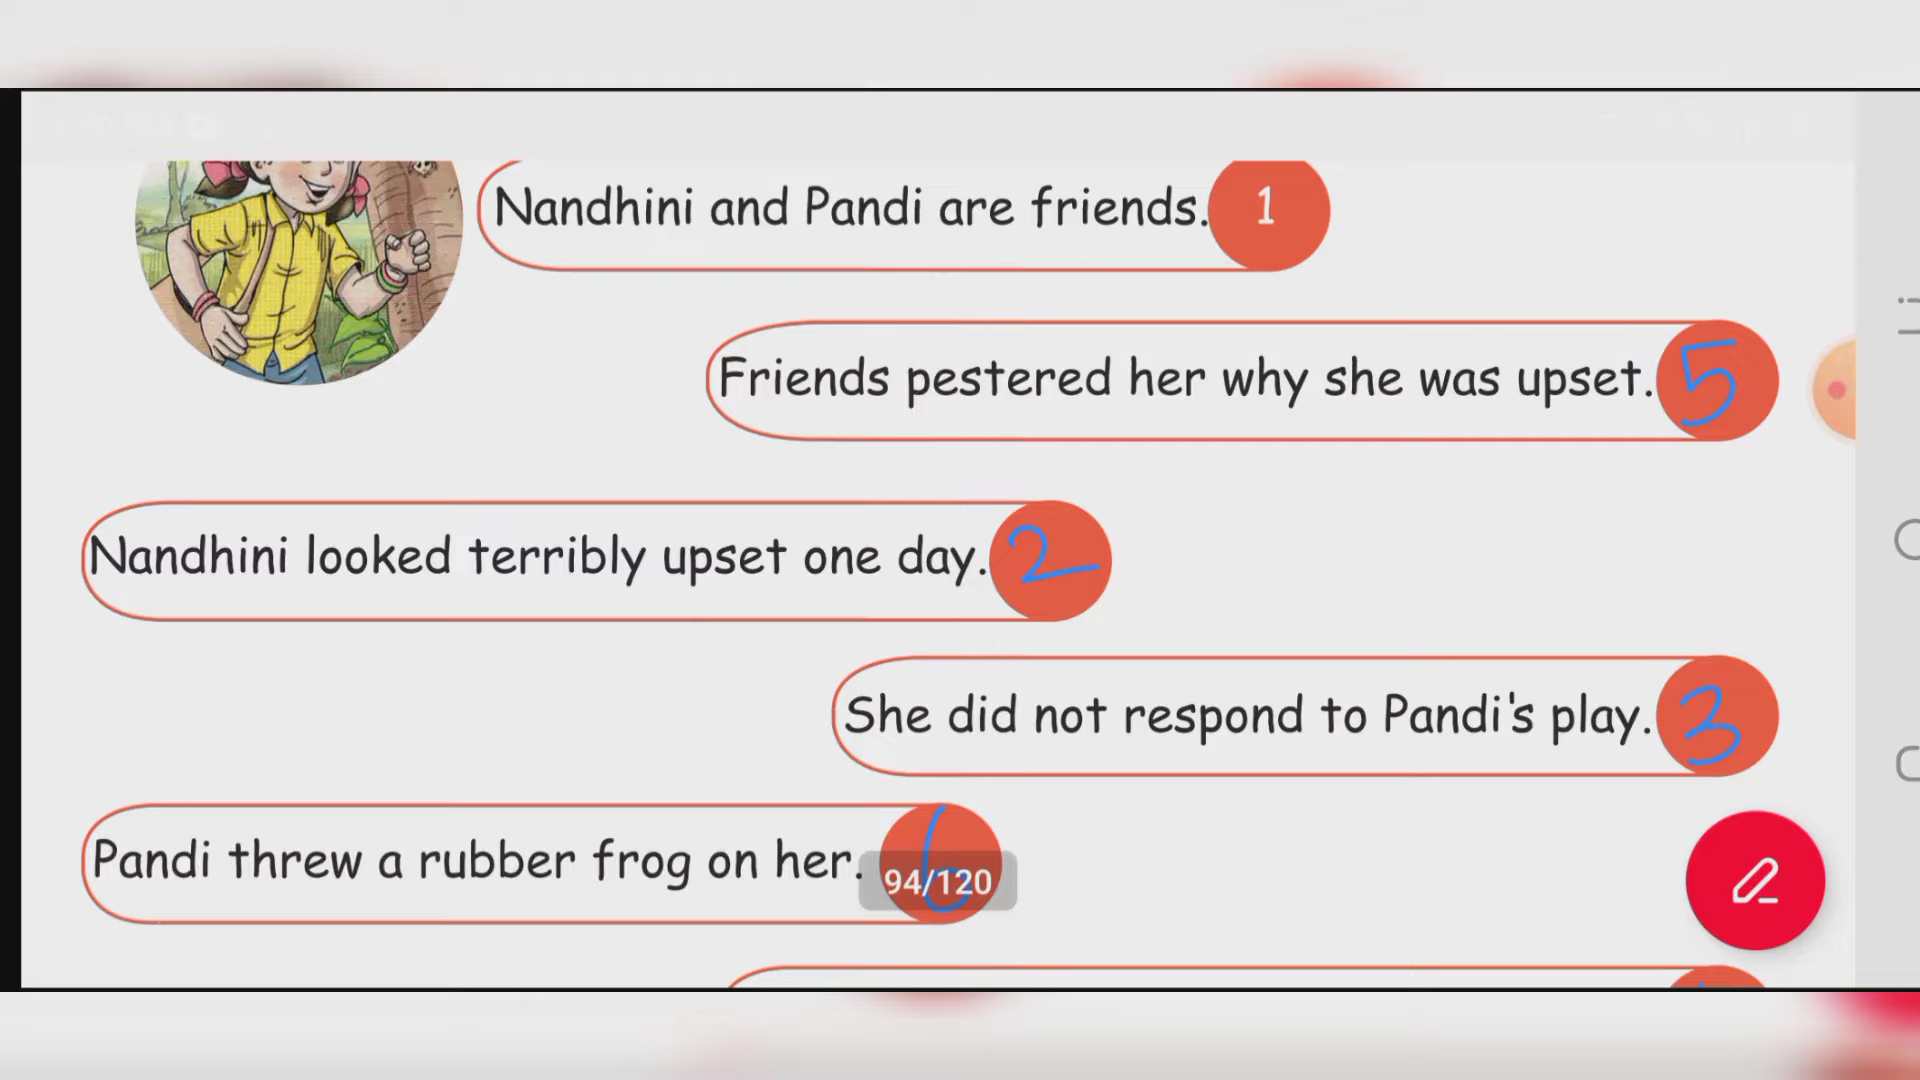 Nandhini and Pandi are friends. 1
Friends pestered her why she was upset. 5
Nandhini looked terribly upset one day. 2
She did not respond to Pandi's play. 3
Pandi threw a rubber frog on her. 6
94/120